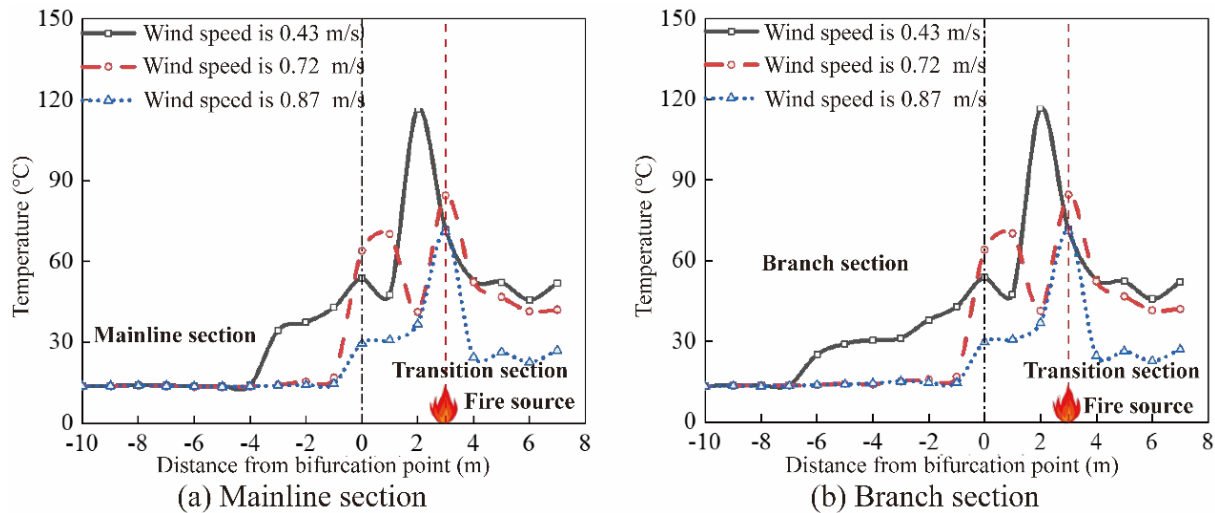 150
120
90
60
30
0
Temperature (°C)
Wind speed is 0.43 m/s
Wind speed is 0.72 m/s
Wind speed is 0.87 m/s
Mainline section
Transition section
Fire source
-10 -8 -6 -4 -2 0 2 4 6 8
Distance from bifurcation point (m)
(a) Mainline section
150
120
90
60
30
0
Temperature (°C)
Wind speed is 0.43 m/s
Wind speed is 0.72 m/s
Wind speed is 0.87 m/s
Branch section
Transition section
Fire source
-10 -8 -6 -4 -2 0 2 4 6 8
Distance from bifurcation point (m)
(b) Branch section